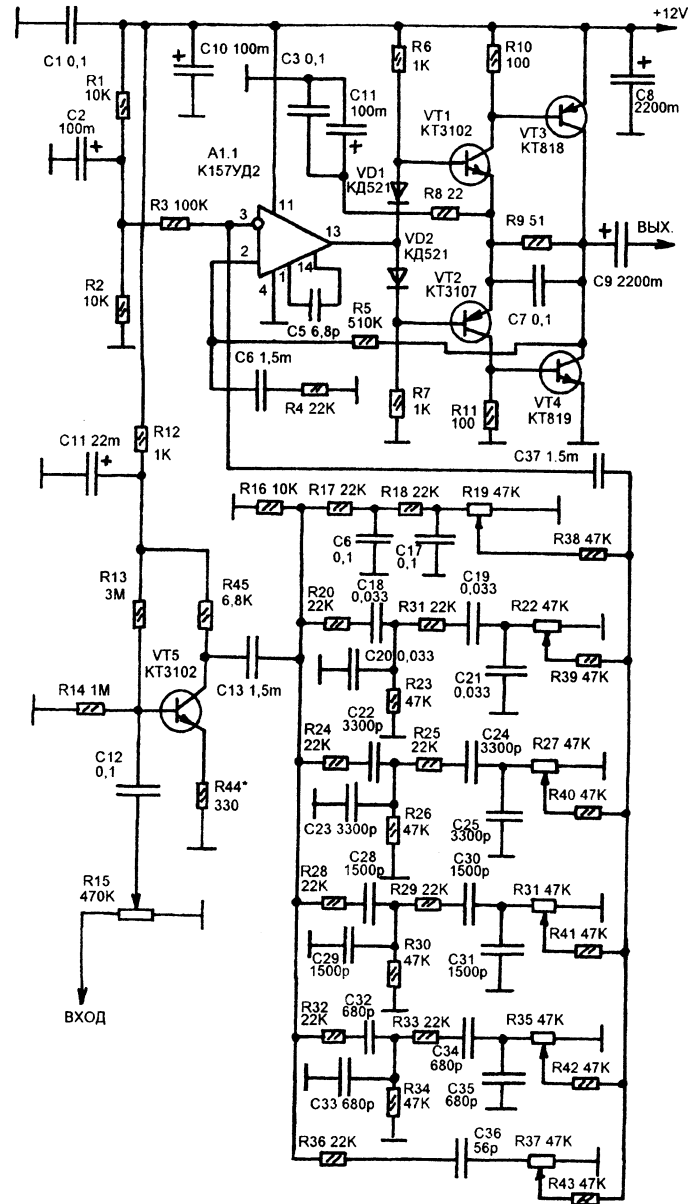 +12V
C1 0,1
C10 100m
C3 0,1
R6
1K
R10
100
R1
10K
C11
100m
C8
2200m
VT1
KT3102
VT3
KT818
C2
100m
A1.1
К157УД2
VD1
КД521
R8 22
11
R3 100K
3
13
R9 51
ВЫХ.
2
14
1
4
VD2
КД521
C9 2200m
R2
10K
VT2
KT3107
R5
510K
C7 0,1
C5 6,8p
C6 1,5m
R4 22K
R7
1K
R11
100
VT4
KT819
R12
1K
C11 22m
C37 1.5m
R16 10K
R17 22K
R18 22K
R19 47K
C6
0,1
C17
0,1
R38 47K
R13
3M
R45
6,8K
R20
22K
C18
0,033
R31 22K
C19
0,033
R22 47K
VT5
KT3102
C20 0,033
C21
0,033
R39 47K
C13 1,5m
R23
47K
R14 1M
C22
3300p
R24
22K
R25
22K
C24
3300p
R27 47K
C12
0,1
R44*
330
R40 47K
C23 3300p
R26
47K
C25
3300p
C28
1500p
C30
1500p
R15
470K
R28
22K
R29 22K
R31 47K
R41 47K
C29
1500p
R30
47K
C31
1500p
ВХОД
R32
22K
C32
680p
R33 22K
C34
680p
R35 47K
R42 47K
C33 680p
R34
47K
C35
680p
R36 22K
C36
56p
R37 47K
R43 47K